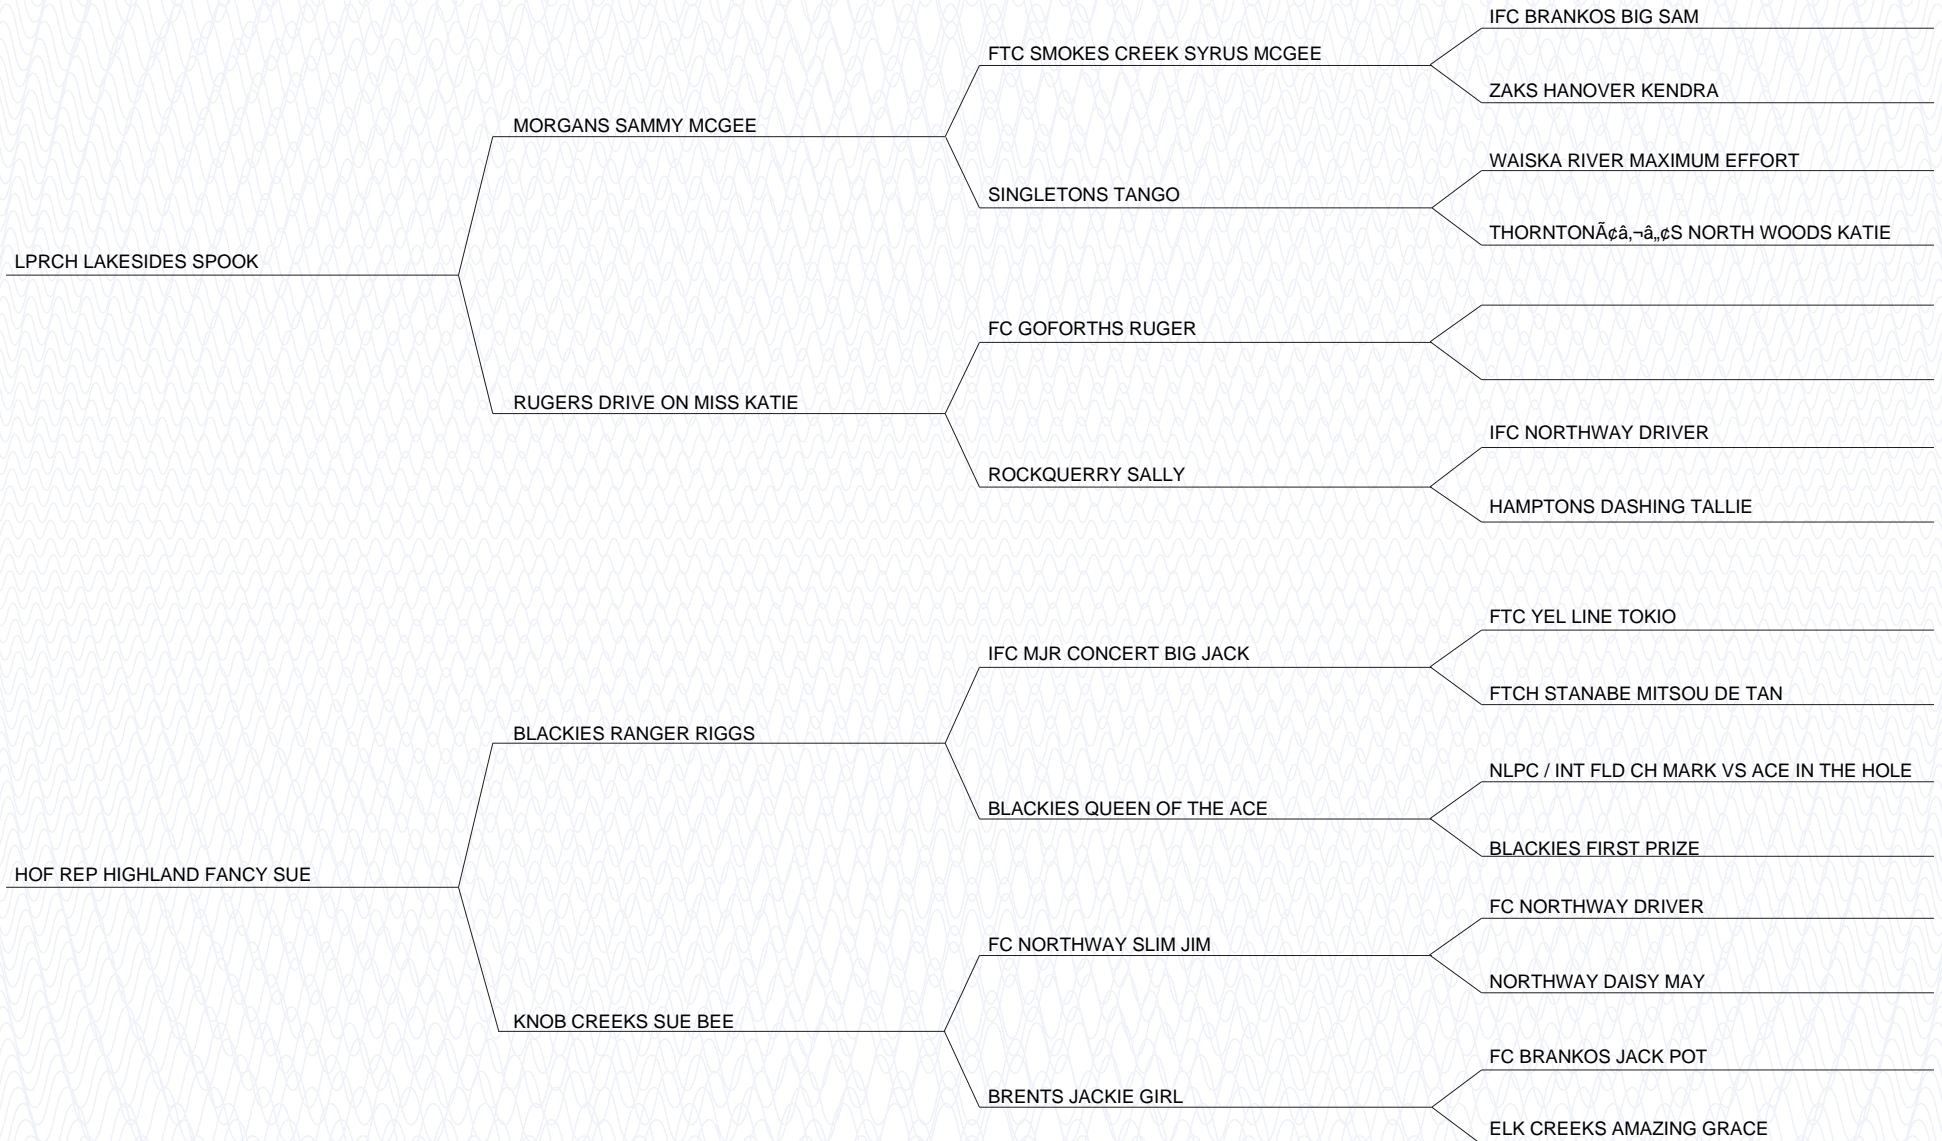 IFC BRANKOS BIG SAM
FTC SMOKES CREEK SYRUS MCGEE
ZAKS HANOVER KENDRA
MORGANS SAMMY MCGEE
WAISKA RIVER MAXIMUM EFFORT
SINGLETONS TANGO
THORNTONÃ¢â‚¬â„¢S NORTH WOODS KATIE
LPRCH LAKESIDES SPOOK
FC GOFORTHS RUGER
RUGERS DRIVE ON MISS KATIE
IFC NORTHWAY DRIVER
ROCKQUERRY SALLY
HAMPTONS DASHING TALLIE
FTC YEL LINE TOKIO
IFC MJR CONCERT BIG JACK
FTCH STANABE MITSOU DE TAN
BLACKIES RANGER RIGGS
NLPC / INT FLD CH MARK VS ACE IN THE HOLE
BLACKIES QUEEN OF THE ACE
BLACKIES FIRST PRIZE
HOF REP HIGHLAND FANCY SUE
FC NORTHWAY DRIVER
FC NORTHWAY SLIM JIM
NORTHWAY DAISY MAY
KNOB CREEKS SUE BEE
FC BRANKOS JACK POT
BRENTS JACKIE GIRL
ELK CREEKS AMAZING GRACE